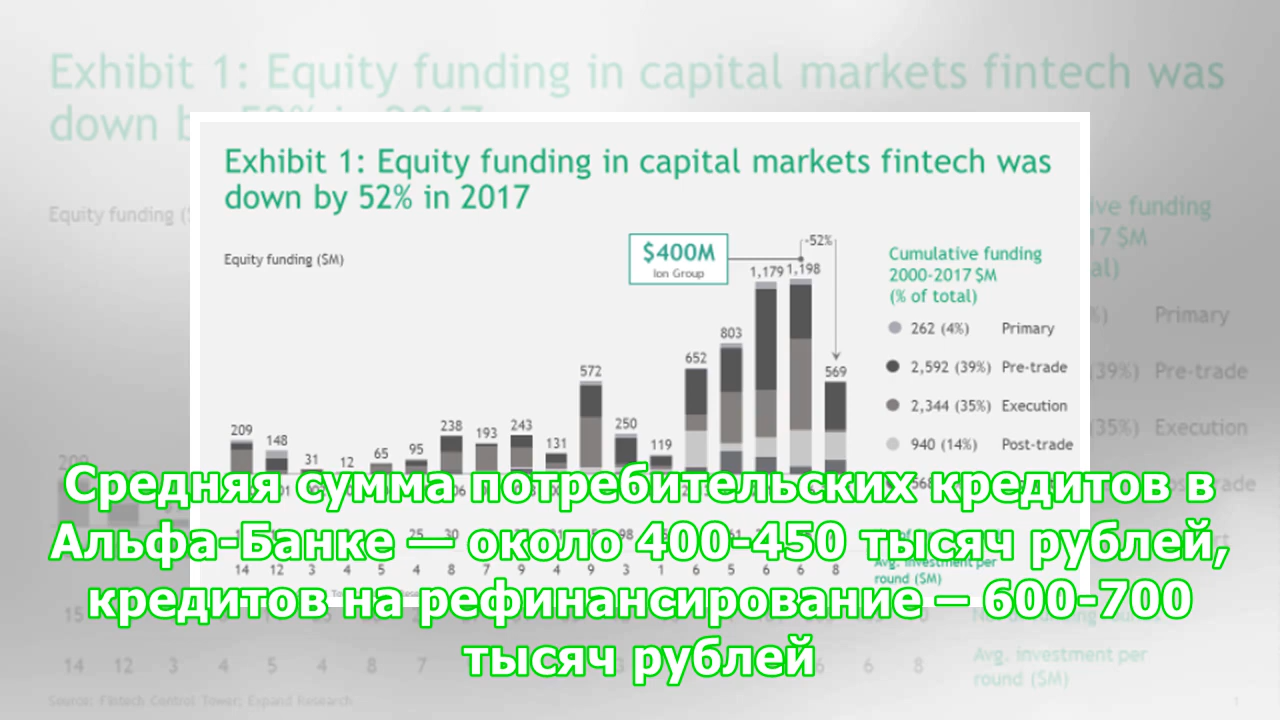 Exhibit 1: Equity funding in capital markets fintech was
down by 52% in 2017
Equity funding ($M)
$400M
Ion Group
-52%
Cumulative funding
2000-2017 $M
(% of total)
262 (4%) Primary
2,592 (39%) Pre-trade
2,344 (35%) Execution
940 (14%) Post-trade
209 148 31 12 65 95 238 193 243 131 572 250 119 652 803 1,179 1,198 569
14 12 3 4 5 4 8 7 9 4 9 3 1 6 5 6 6 8
Avg. investment per
round ($M)
Средняя сумма потребительских кредитов в
Альфа-Банке — около 400-450 тысяч рублей,
кредитов на рефинансирование — 600-700
тысяч рублей
Source: Fintech Control Tower; Expand Research